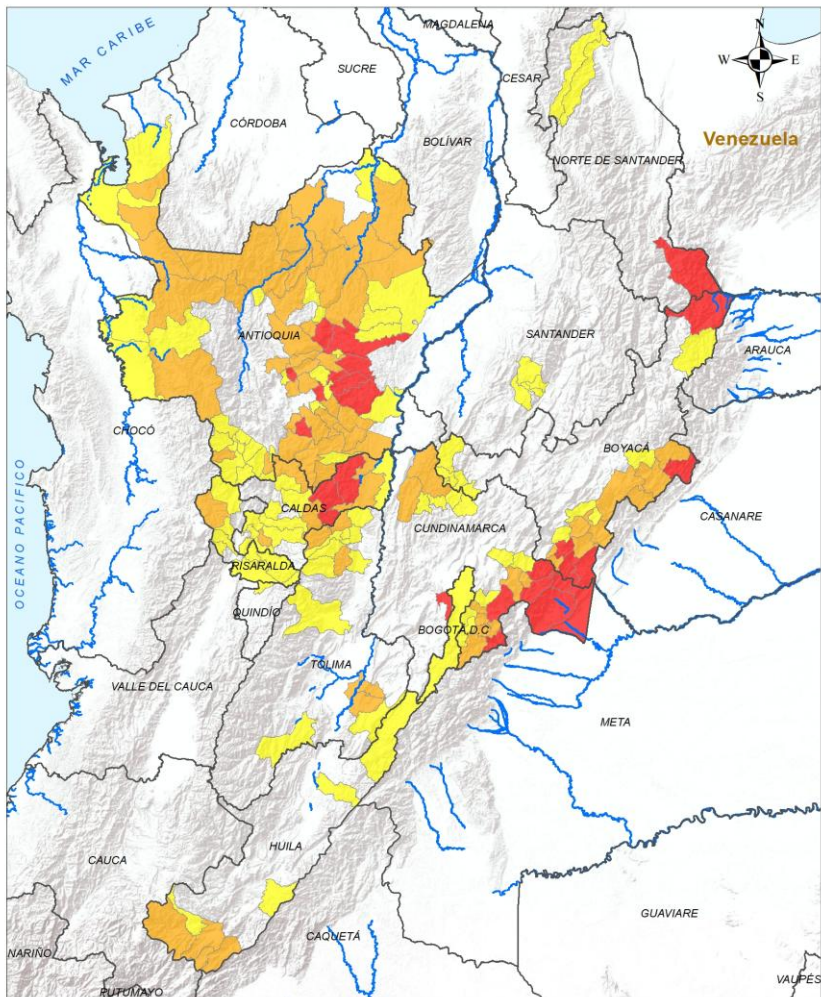 MAGDALENA
N
MAR CARIBE
SUCRE
CESAR
W
E
S
CÓRDOBA
BOLÍVAR
Venezuela
NORTE DE SANTANDER
ANTIOQUIA
SANTANDER
ARAUCA
CHOCÓ
BOYACÁ
OCEANO PACIFICO
CALDAS
CUNDINAMARCA
CASANARE
RISARALDA
QUINDÍO
BOGOTÁ D.C
TOLIMA
VALLE DEL CAUCA
META
HUILA
CAUCA
GUAVIARE
CAQUETÁ
NARIÑO
PUTUMAYO
VAUPÉS